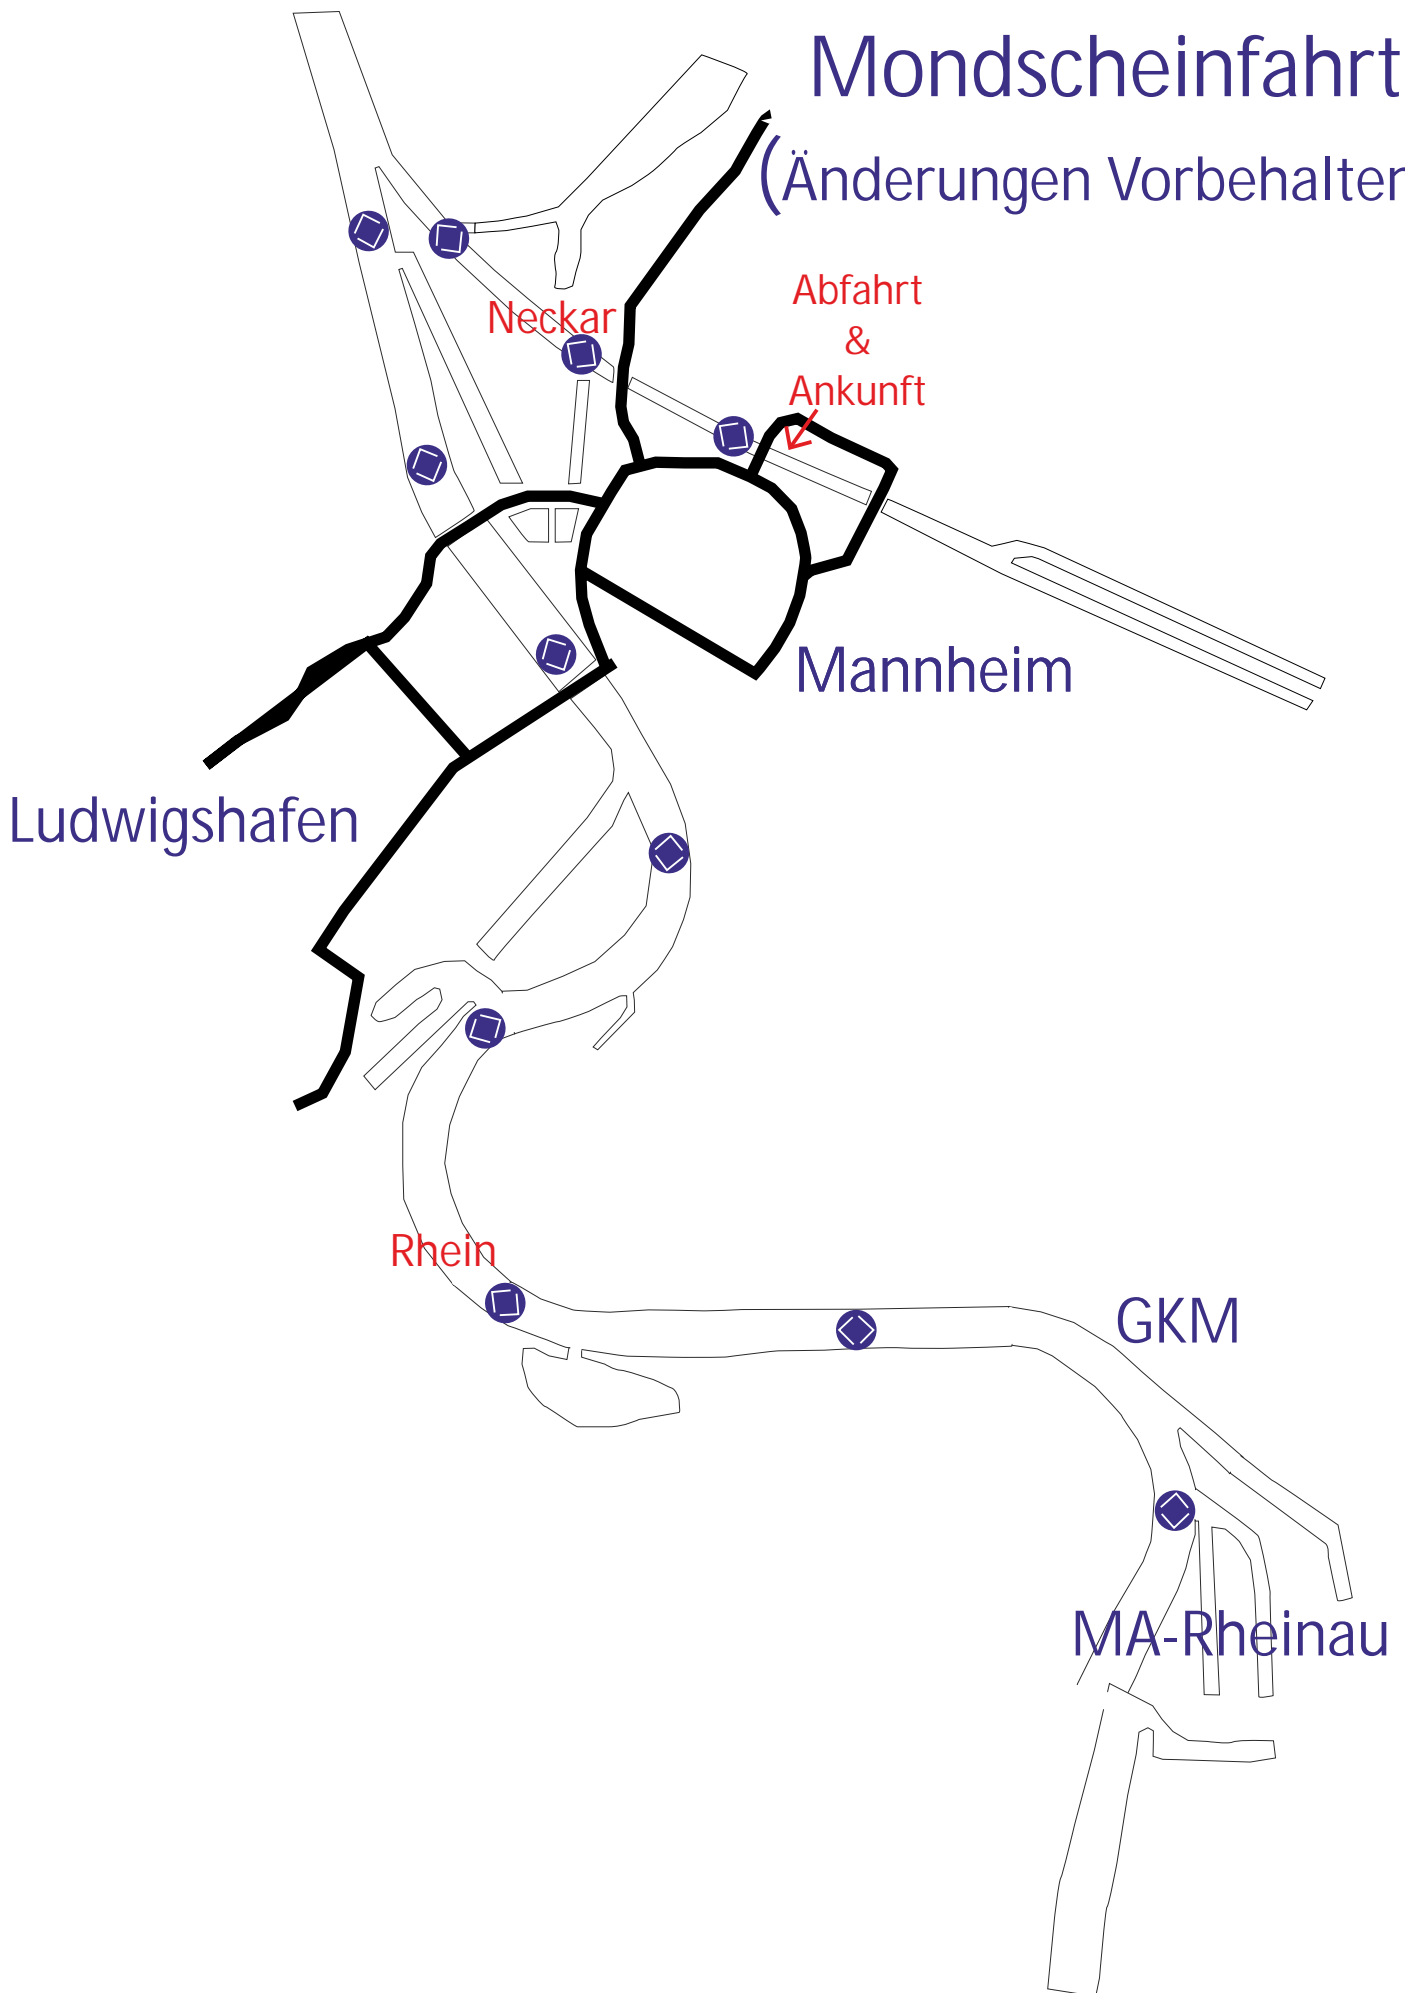 Mondscheinfahrt
(Änderungen Vorbehalten
Abfahrt
&
Ankunft
Neckar
Mannheim
Ludwigshafen
Rhein
GKM
MA-Rheinau